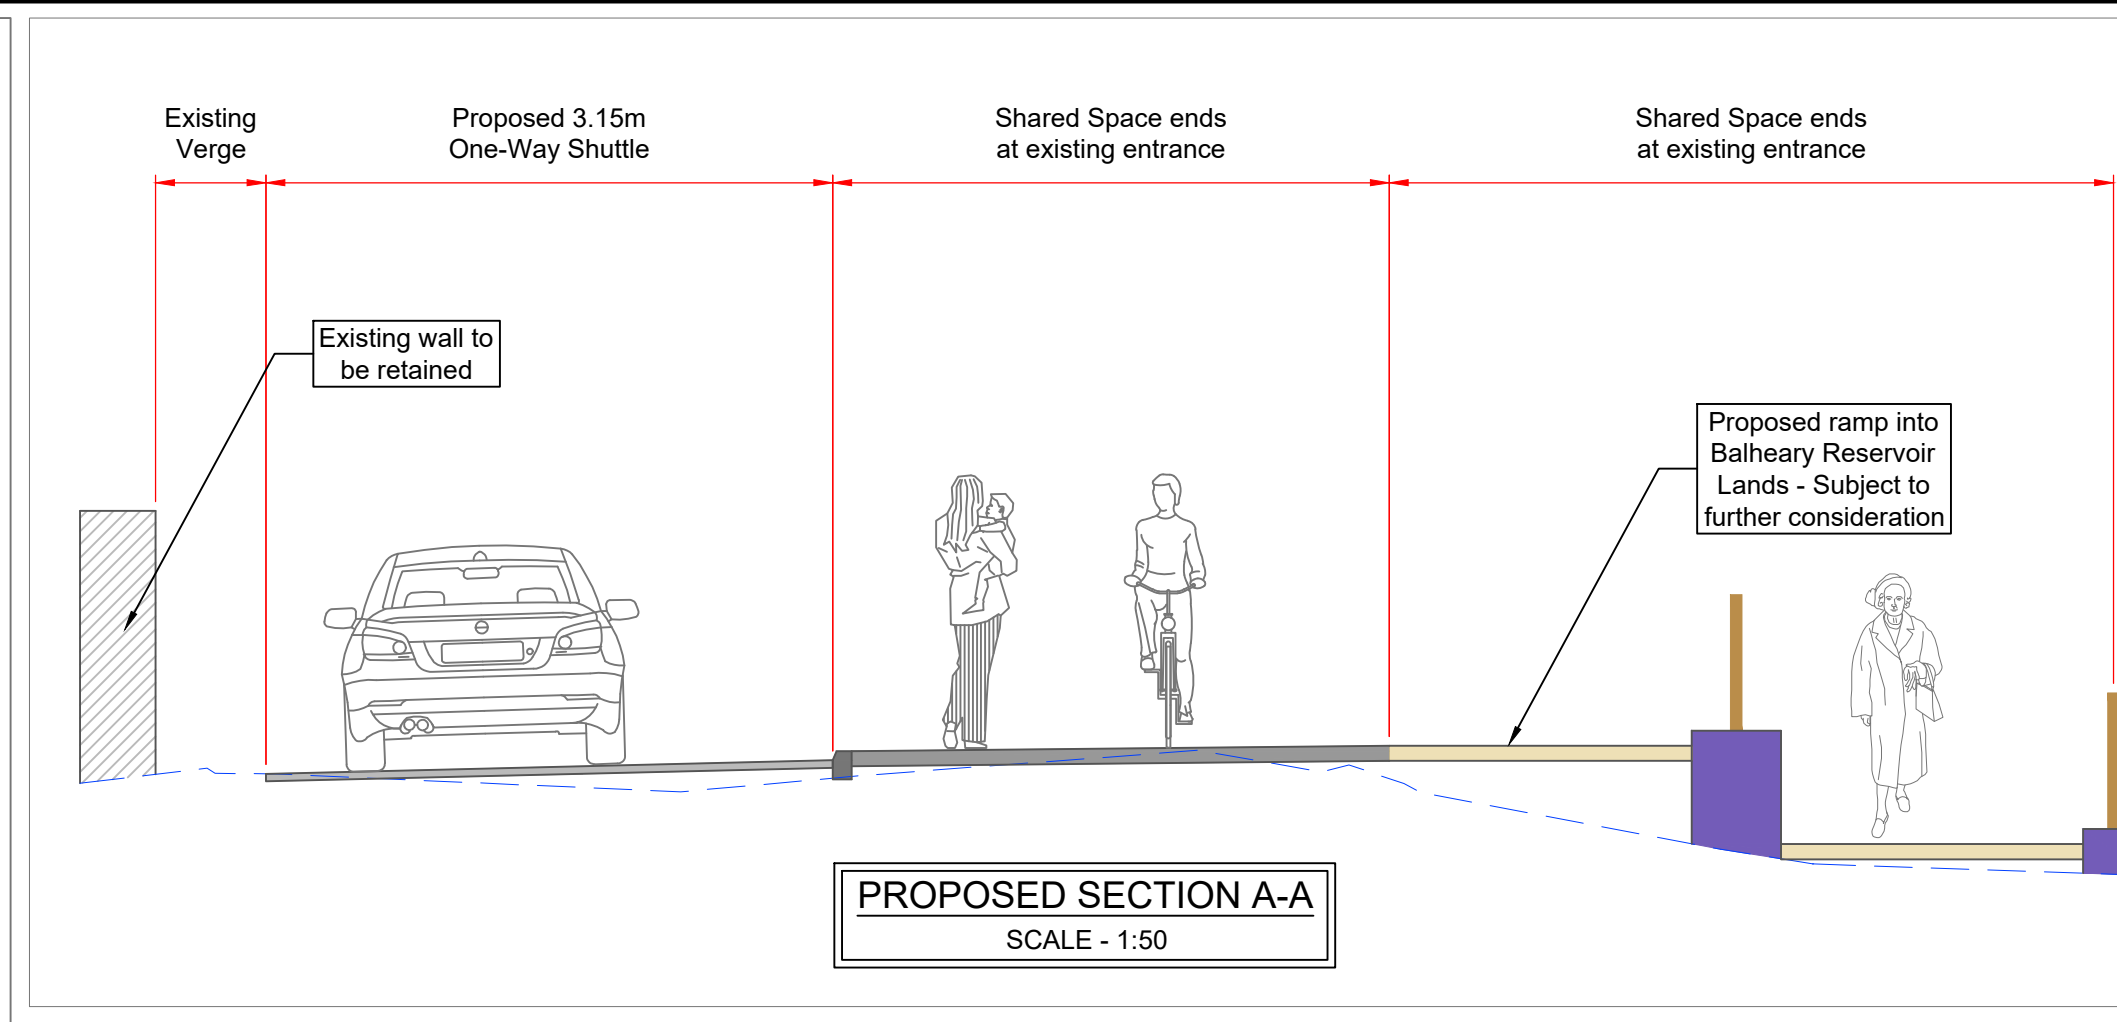 Existing
Verge
Proposed 3.15m
One-Way Shuttle
Shared Space ends
at existing entrance
Shared Space ends
at existing entrance
Existing wall to
be retained
Proposed ramp into
Balheary Reservoir
Lands - Subject to
further consideration
PROPOSED SECTION A-A
SCALE - 1:50